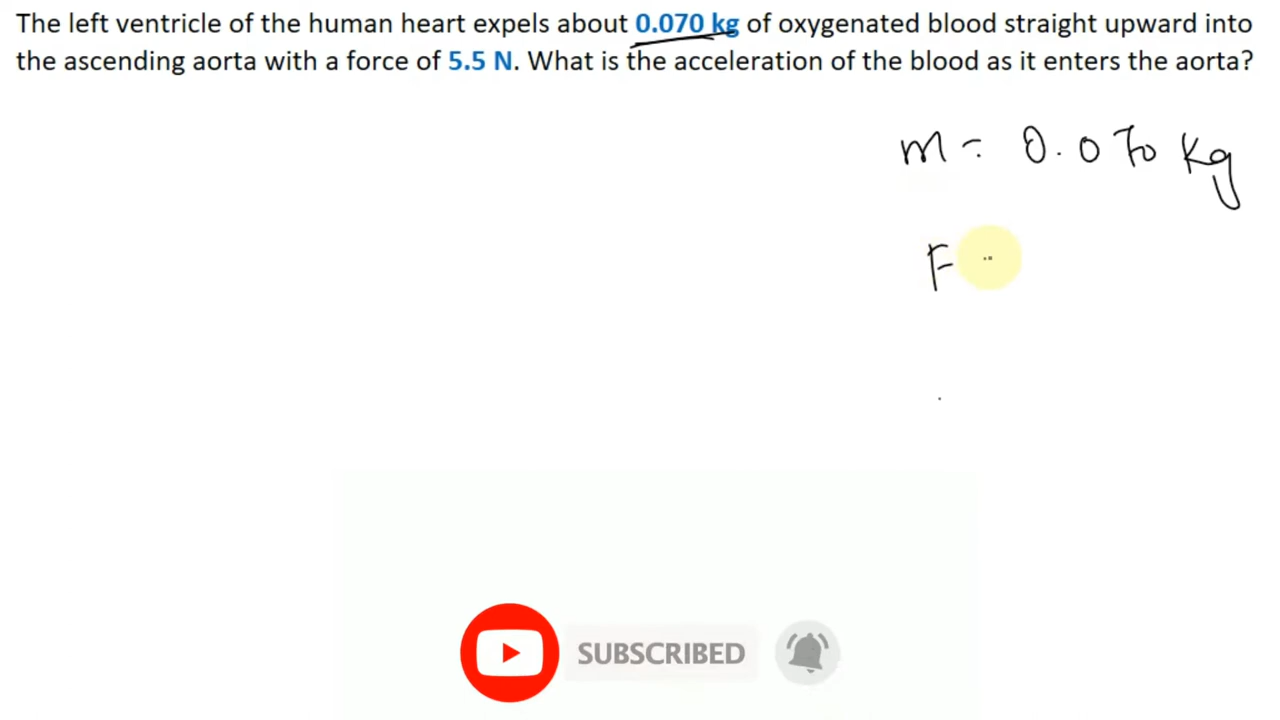 The left ventricle of the human heart expels about 0.070 kg of oxygenated blood straight upward into
the ascending aorta with a force of 5.5 N. What is the acceleration of the blood as it enters the aorta?
m = 0.070 kg
F
SUBSCRIBED